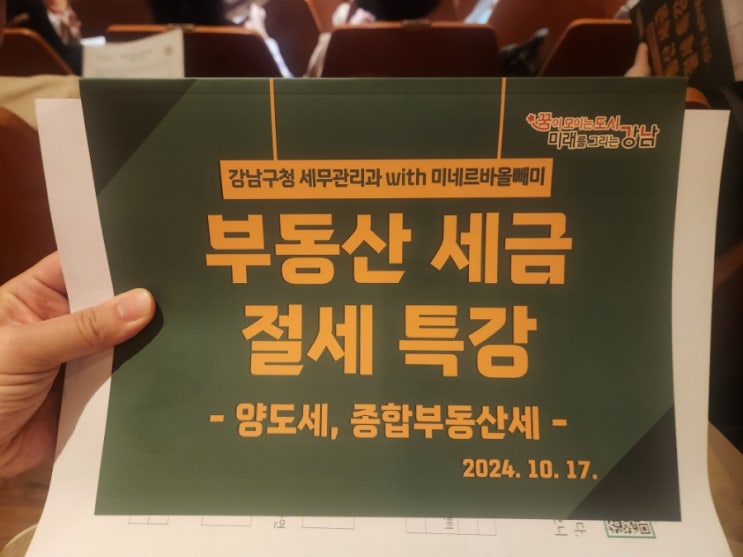 꿈이 모이는 도시
미래를 그리는 강남
강남구청 세무관리과 with 미네르바올빼미
부동산 세금
절세 특강
- 양도세, 종합부동산세 -
2024. 10. 17.